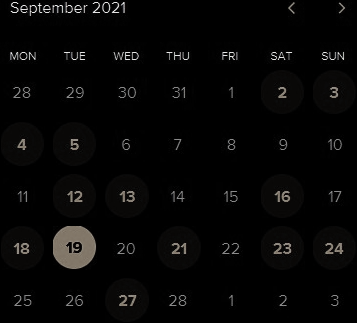 September 2021
MON TUE WED THU FRI SAT SUN
28 29 30 31 1 2 3
4 5 6 7 8 9 10
11 12 13 14 15 16 17
18 19 20 21 22 23 24
25 26 27 28 1 2 3